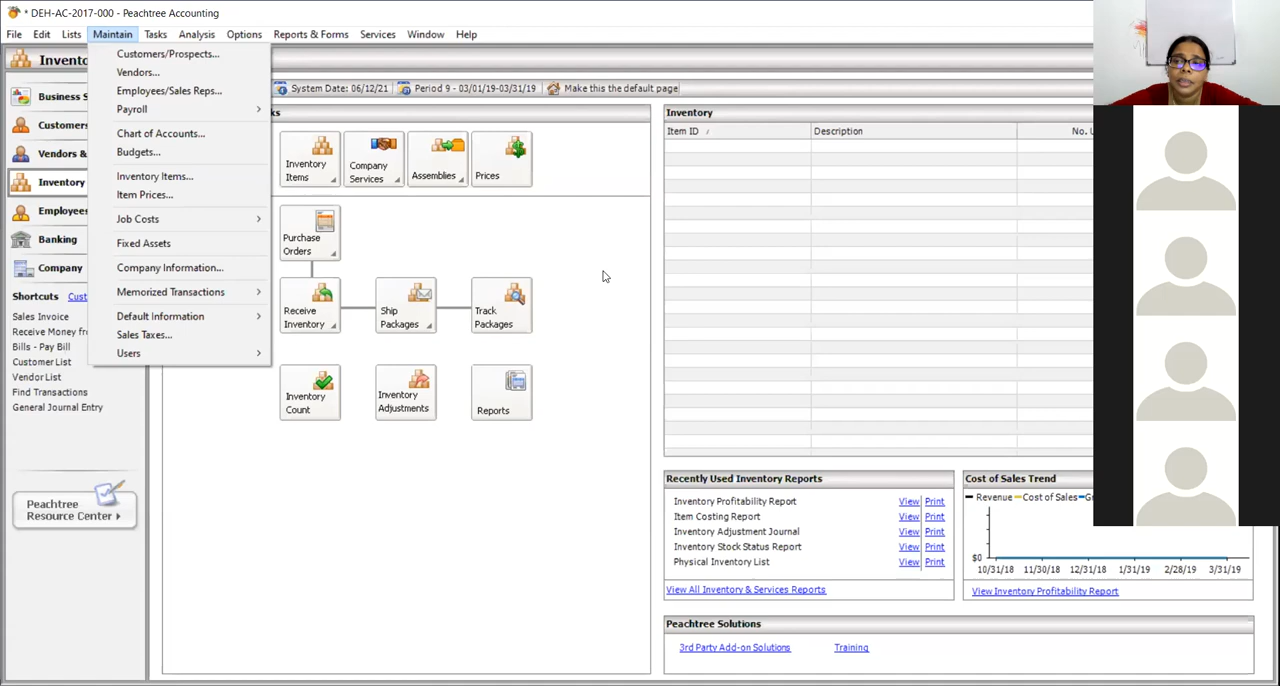 * DEH-AC-2017-000 - Peachtree Accounting
File Edit Lists Maintain Tasks Analysis Options Reports & Forms Services Window Help
Customers/Prospects...
Vendors...
Employees/Sales Reps...
Payroll
Chart of Accounts...
Budgets...
Inventory Items...
Item Prices...
Job Costs
Fixed Assets
Company Information...
Memorized Transactions
Default Information
Sales Taxes...
Users
Invento
Business S
Customers
Vendors &
Inventory
Employees
Banking
Company
Shortcuts Cust
Sales Invoice
Receive Money fr
Bills - Pay Bill
Customer List
Vendor List
Find Transactions
General Journal Entry
Peachtree
Resource Center
System Date: 06/12/21 Period 9 - 03/01/19-03/31/19 Make this the default page
ks
Inventory
Items
Company
Services
Assemblies
Prices
Purchase
Orders
Receive
Inventory
Ship
Packages
Track
Packages
Inventory
Count
Inventory
Adjustments
Reports
Inventory
Item ID / Description No. U
Recently Used Inventory Reports
Inventory Profitability Report View Print
Item Costing Report View Print
Inventory Adjustment Journal View Print
Inventory Stock Status Report View Print
Physical Inventory List View Print
View All Inventory & Services Reports
Cost of Sales Trend
Revenue Cost of Sales Gr
$0
10/31/18 11/30/18 12/31/18 1/31/19 2/28/19 3/31/19
View Inventory Profitability Report
Peachtree Solutions
3rd Party Add-on Solutions Training